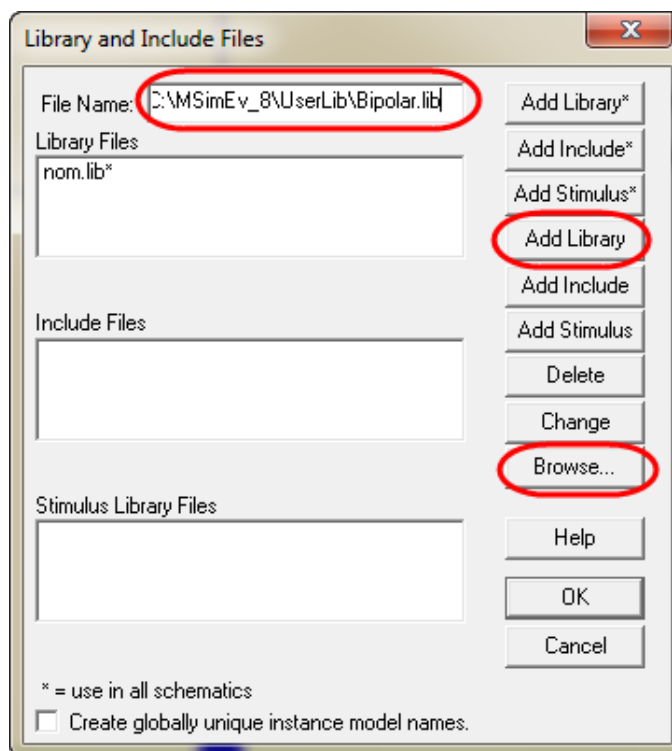 Library and Include Files
File Name: C:\MSimEv_8\UserLib\Bipolar.lib
Add Library*
Library Files
nom.lib*
Add Include*
Add Stimulus*
Add Library
Add Include
Include Files
Add Stimulus
Delete
Change
Browse...
Stimulus Library Files
Help
OK
Cancel
* = use in all schematics
Create globally unique instance model names.